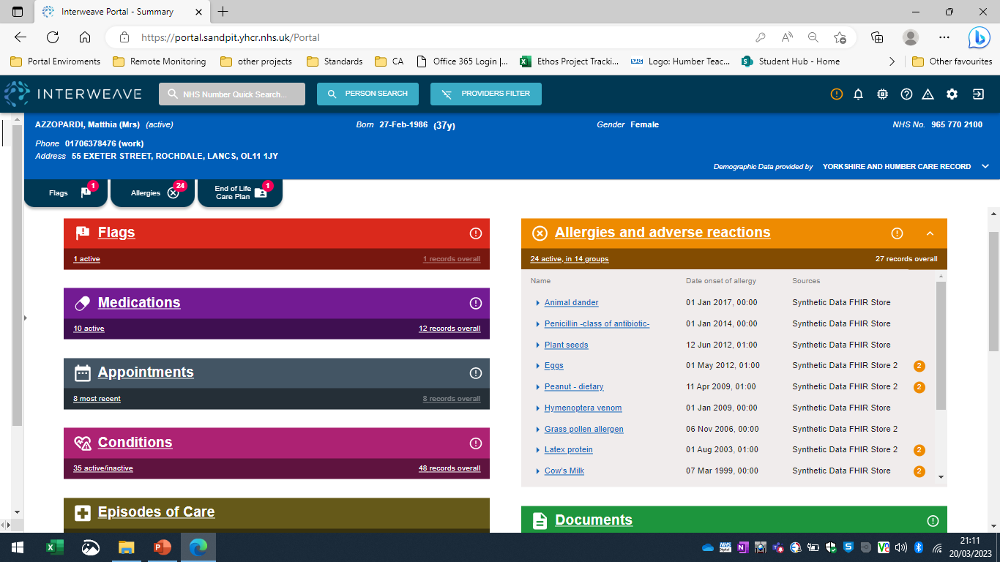 Interweave Portal - Summary
https://portal.sandpit.yhcr.nhs.uk/Portal
Portal Enviroments Remote Monitoring other projects Standards CA Office 365 Login |... Ethos Project Tracki... Logo: Humber Teac... Student Hub - Home Other favourites
INTERWEAVE NHS Number Quick Search... PERSON SEARCH PROVIDERS FILTER
AZZOPARDI, Matthia (Mrs) (active) Born 27-Feb-1986 (37y) Gender Female NHS No. 965 770 2100
Phone 01706378476 (work)
Address 55 EXETER STREET, ROCHDALE, LANCS, OL11 1JY
Demographic Data provided by YORKSHIRE AND HUMBER CARE RECORD
Flags 1
Allergies 24
End of Life
Care Plan 1
Flags
1 active 1 records overall
Medications
10 active 12 records overall
Appointments
8 most recent 8 records overall
Conditions
35 active/inactive 48 records overall
Episodes of Care
Allergies and adverse reactions
24 active, in 14 groups 27 records overall
Name Date onset of allergy Sources
Animal dander 01 Jan 2017, 00:00 Synthetic Data FHIR Store
Penicillin -class of antibiotic- 01 Jan 2014, 00:00 Synthetic Data FHIR Store
Plant seeds 12 Jun 2012, 01:00 Synthetic Data FHIR Store
Eggs 01 May 2012, 01:00 Synthetic Data FHIR Store 2 2
Peanut - dietary 11 Apr 2009, 01:00 Synthetic Data FHIR Store 2 2
Hymenoptera venom 01 Jan 2009, 00:00 Synthetic Data FHIR Store
Grass pollen allergen 06 Nov 2006, 00:00 Synthetic Data FHIR Store 2
Latex protein 01 Aug 2003, 01:00 Synthetic Data FHIR Store 2 2
Cow's Milk 07 Mar 1999, 00:00 Synthetic Data FHIR Store 2
Documents
21:11
20/03/2023